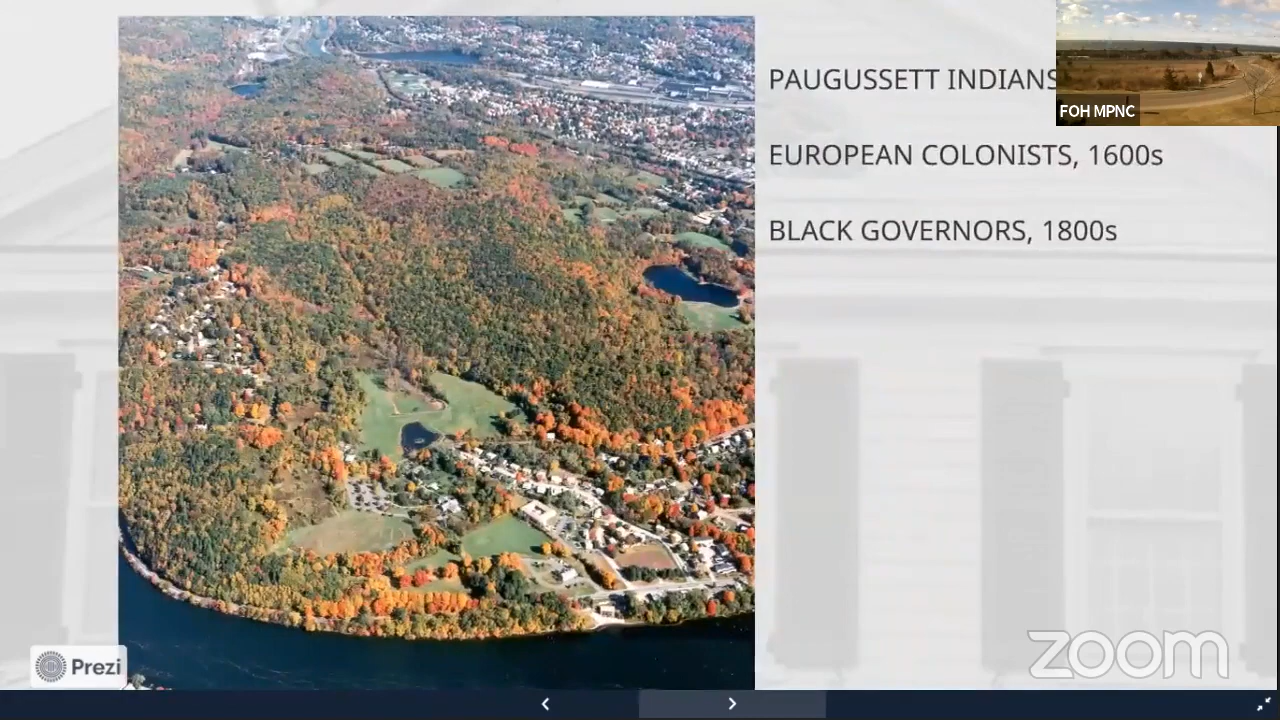 PAUGUSSETT INDIANS
FOH MPNC
EUROPEAN COLONISTS, 1600s
BLACK GOVERNORS, 1800s
Prezi
zoom